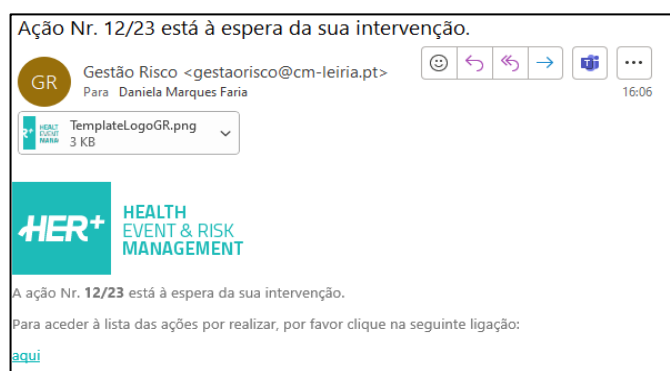 Ação Nr. 12/23 está à espera da sua intervenção.
GR
Gestão Risco <gestaorisco@cm-leiria.pt>
Para Daniela Marques Faria
16:06
TemplateLogoGR.png
3 KB
HER+
HEALTH
EVENT & RISK
MANAGEMENT
A ação Nr. 12/23 está à espera da sua intervenção.
Para aceder à lista das ações por realizar, por favor clique na seguinte ligação:
aqui